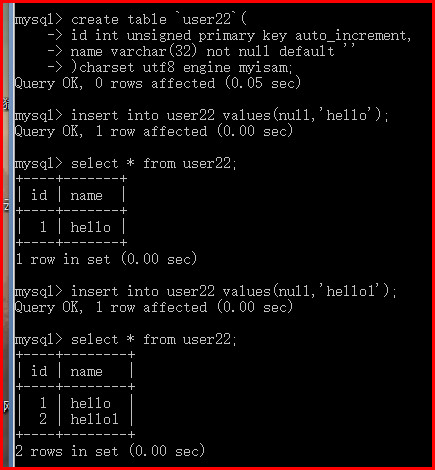 mysql> create table `user22`(
    -> id int unsigned primary key auto_increment,
    -> name varchar(32) not null default ''
    -> )charset utf8 engine myisam;
Query OK, 0 rows affected (0.05 sec)

mysql> insert into user22 values(null,'hello');
Query OK, 1 row affected (0.00 sec)

mysql> select * from user22;
+----+-------+
| id | name  |
+----+-------+
|  1 | hello |
+----+-------+
1 row in set (0.00 sec)

mysql> insert into user22 values(null,'hello1');
Query OK, 1 row affected (0.00 sec)

mysql> select * from user22;
+----+--------+
| id | name   |
+----+--------+
|  1 | hello  |
|  2 | hello1 |
+----+--------+
2 rows in set (0.00 sec)